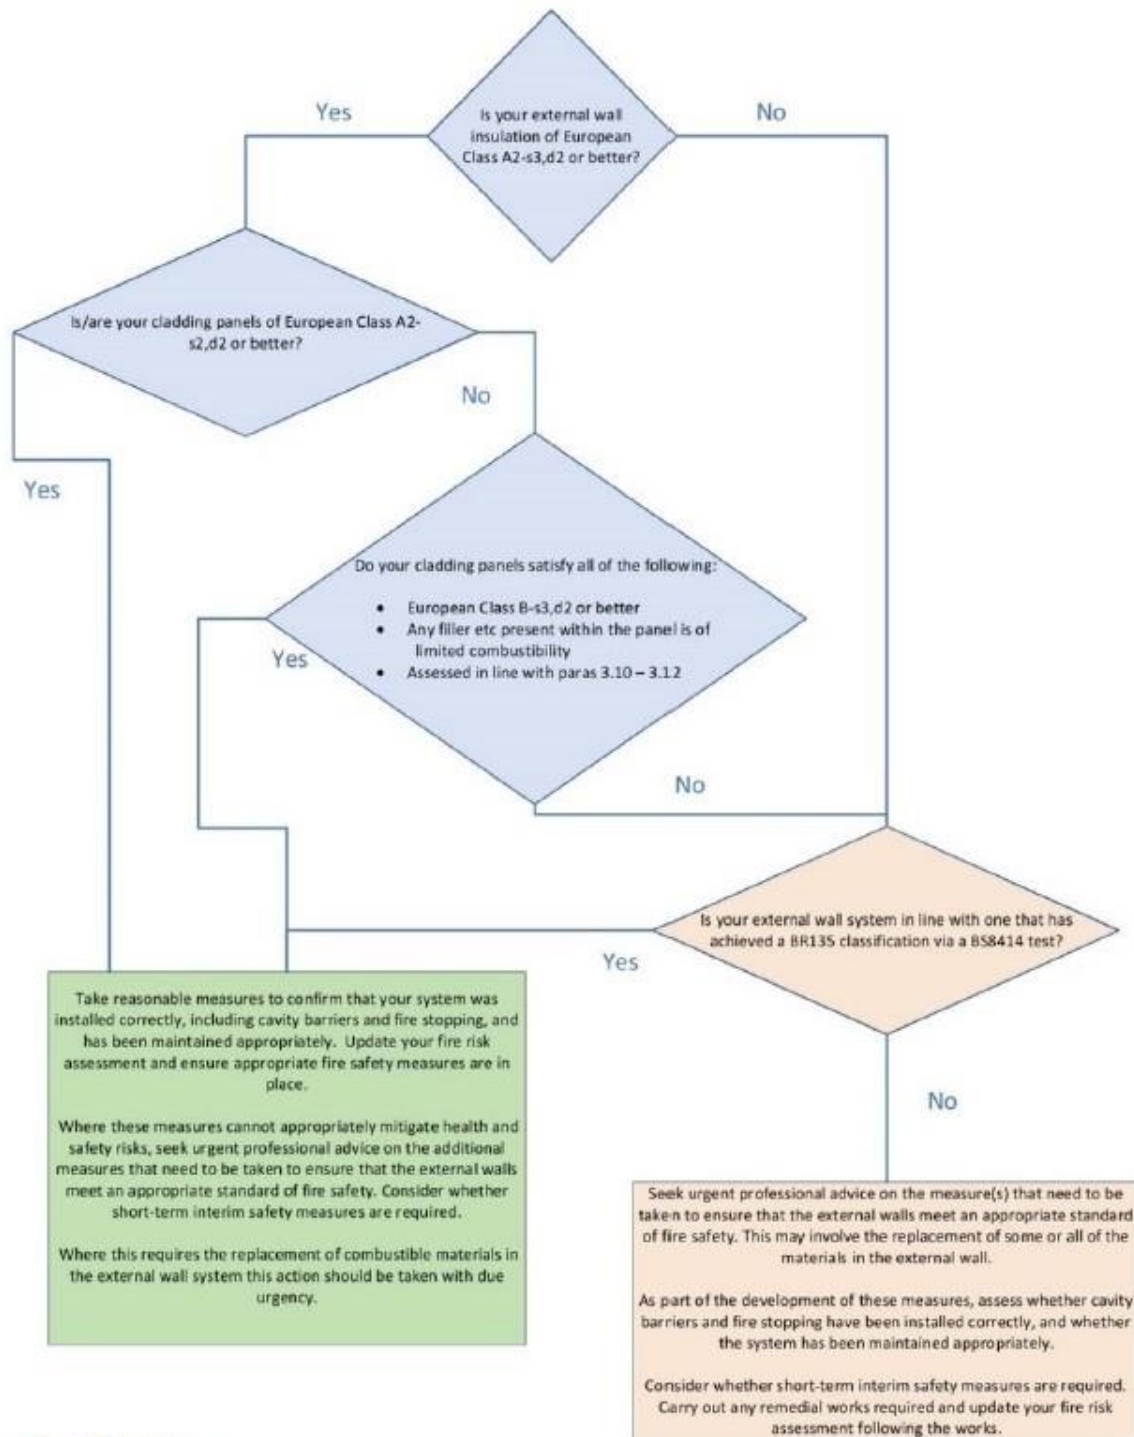 Yes
No
Is your external wall
insulation of European
Class A2-s3,d2 or better?
Is/are your cladding panels of European Class A2-
s2,d2 or better?
No
Yes
Do your cladding panels satisfy all of the following:
• European Class B-s3,d2 or better
• Any filler etc present within the panel is of
limited combustibility
• Assessed in line with paras 3.10 – 3.12
Yes
No
Is your external wall system in line with one that has
achieved a BR135 classification via a BS8414 test?
Yes
No
Take reasonable measures to confirm that your system was
installed correctly, including cavity barriers and fire stopping, and
has been maintained appropriately. Update your fire risk
assessment and ensure appropriate fire safety measures are in
place.
Where these measures cannot appropriately mitigate health and
safety risks, seek urgent professional advice on the additional
measures that need to be taken to ensure that the external walls
meet an appropriate standard of fire safety. Consider whether
short-term interim safety measures are required.
Where this requires the replacement of combustible materials in
the external wall system this action should be taken with due
urgency.
Seek urgent professional advice on the measure(s) that need to be
taken to ensure that the external walls meet an appropriate standard
of fire safety. This may involve the replacement of some or all of the
materials in the external wall.
As part of the development of these measures, assess whether cavity
barriers and fire stopping have been installed correctly, and whether
the system has been maintained appropriately.
Consider whether short-term interim safety measures are required.
Carry out any remedial works required and update your fire risk
assessment following the works.